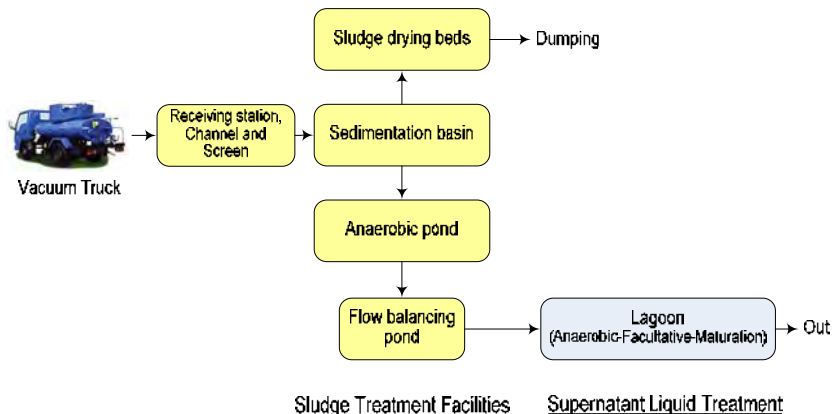 Sludge drying beds
Dumping
Receiving station,
Channel and
Screen
Sedimentation basin
Vacuum Truck
Anaerobic pond
Flow balancing
pond
Lagoon
(Anaerobic-Facultative-Maturation)
Out
Sludge Treatment Facilities
Supernatant Liquid Treatment